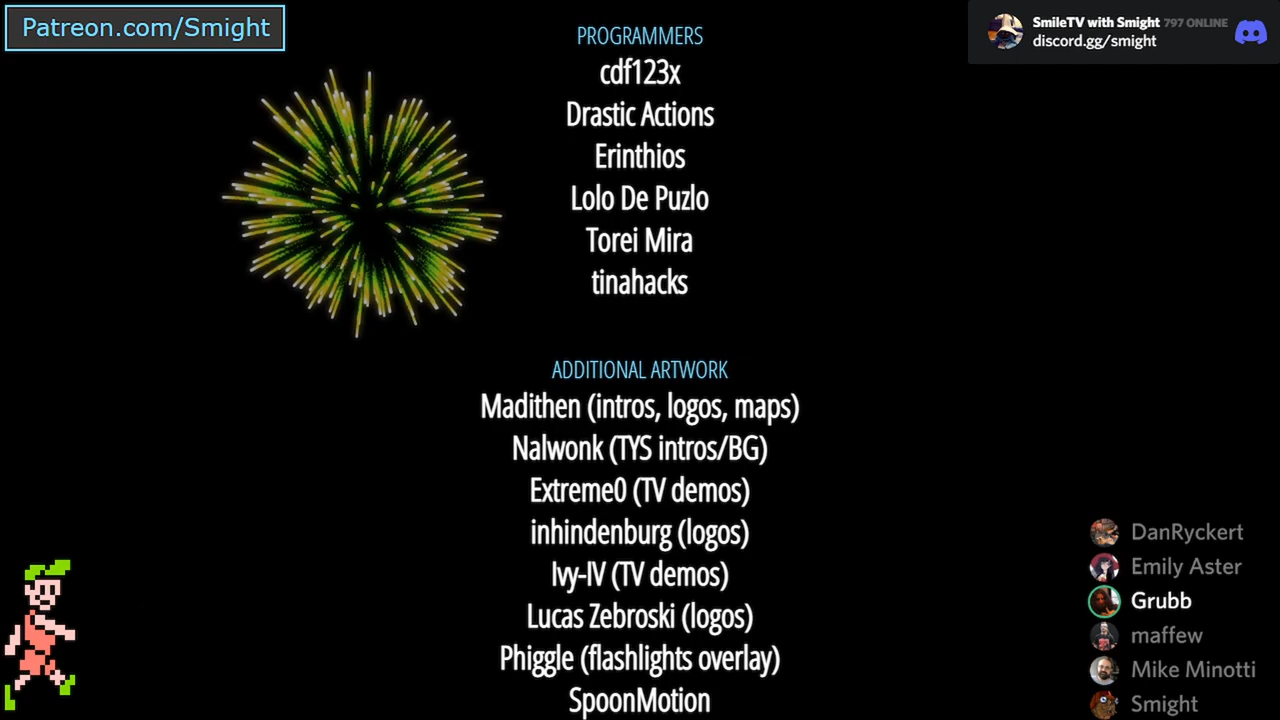 Patreon.com/Smight
SmileTV with Smight 797 ONLINE
discord.gg/smight
PROGRAMMERS
cdf123x
Drastic Actions
Erinthios
Lolo De Puzlo
Torei Mira
tinahacks
ADDITIONAL ARTWORK
Madithen (intros, logos, maps)
Nalwonk (TYS intros/BG)
Extreme0 (TV demos)
inhindenburg (logos)
Ivy-IV (TV demos)
Lucas Zebroski (logos)
Phiggle (flashlights overlay)
SpoonMotion
DanRyckert
Emily Aster
Grubb
maffew
Mike Minotti
Smight